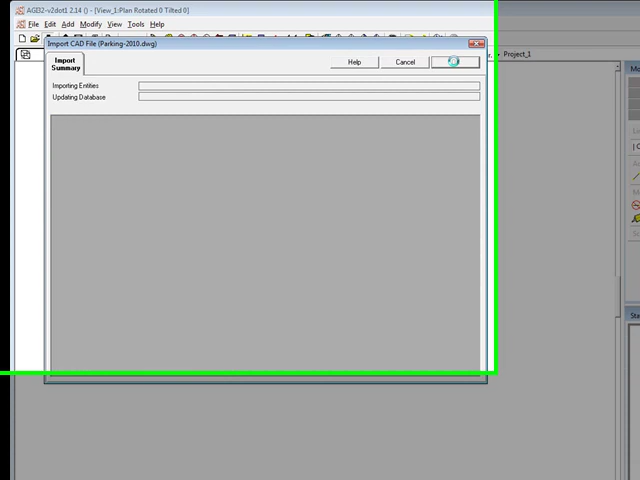 AGI32-v2dot1 2.14 () - [View_1:Plan Rotated 0 Tilted 0]
File Edit Add Modify View Tools Help
Import CAD File (Parking-2010.dwg)
Project_1
Import
Summary
Help
Cancel
Importing Entities
Updating Database